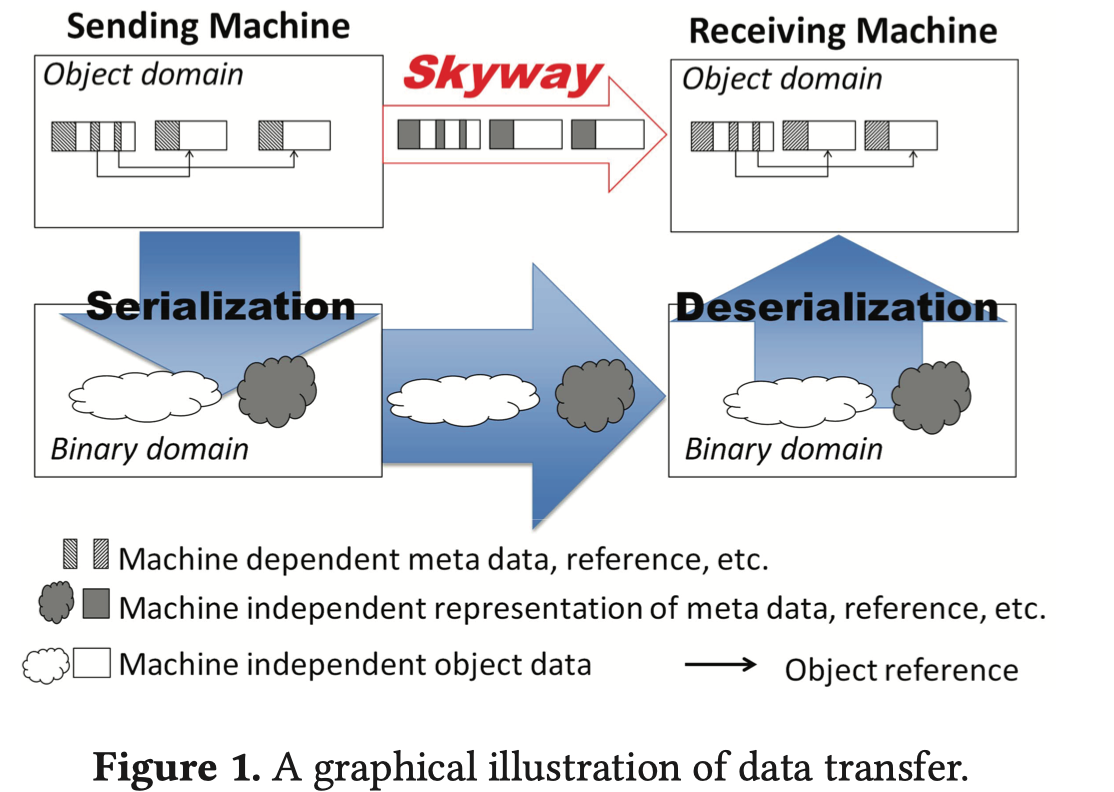 Sending Machine
Receiving Machine
Object domain
Skyway
Object domain
Serialization
Deserialization
Binary domain
Binary domain
Machine dependent meta data, reference, etc.
Machine independent representation of meta data, reference, etc.
Machine independent object data
Object reference
Figure 1. A graphical illustration of data transfer.